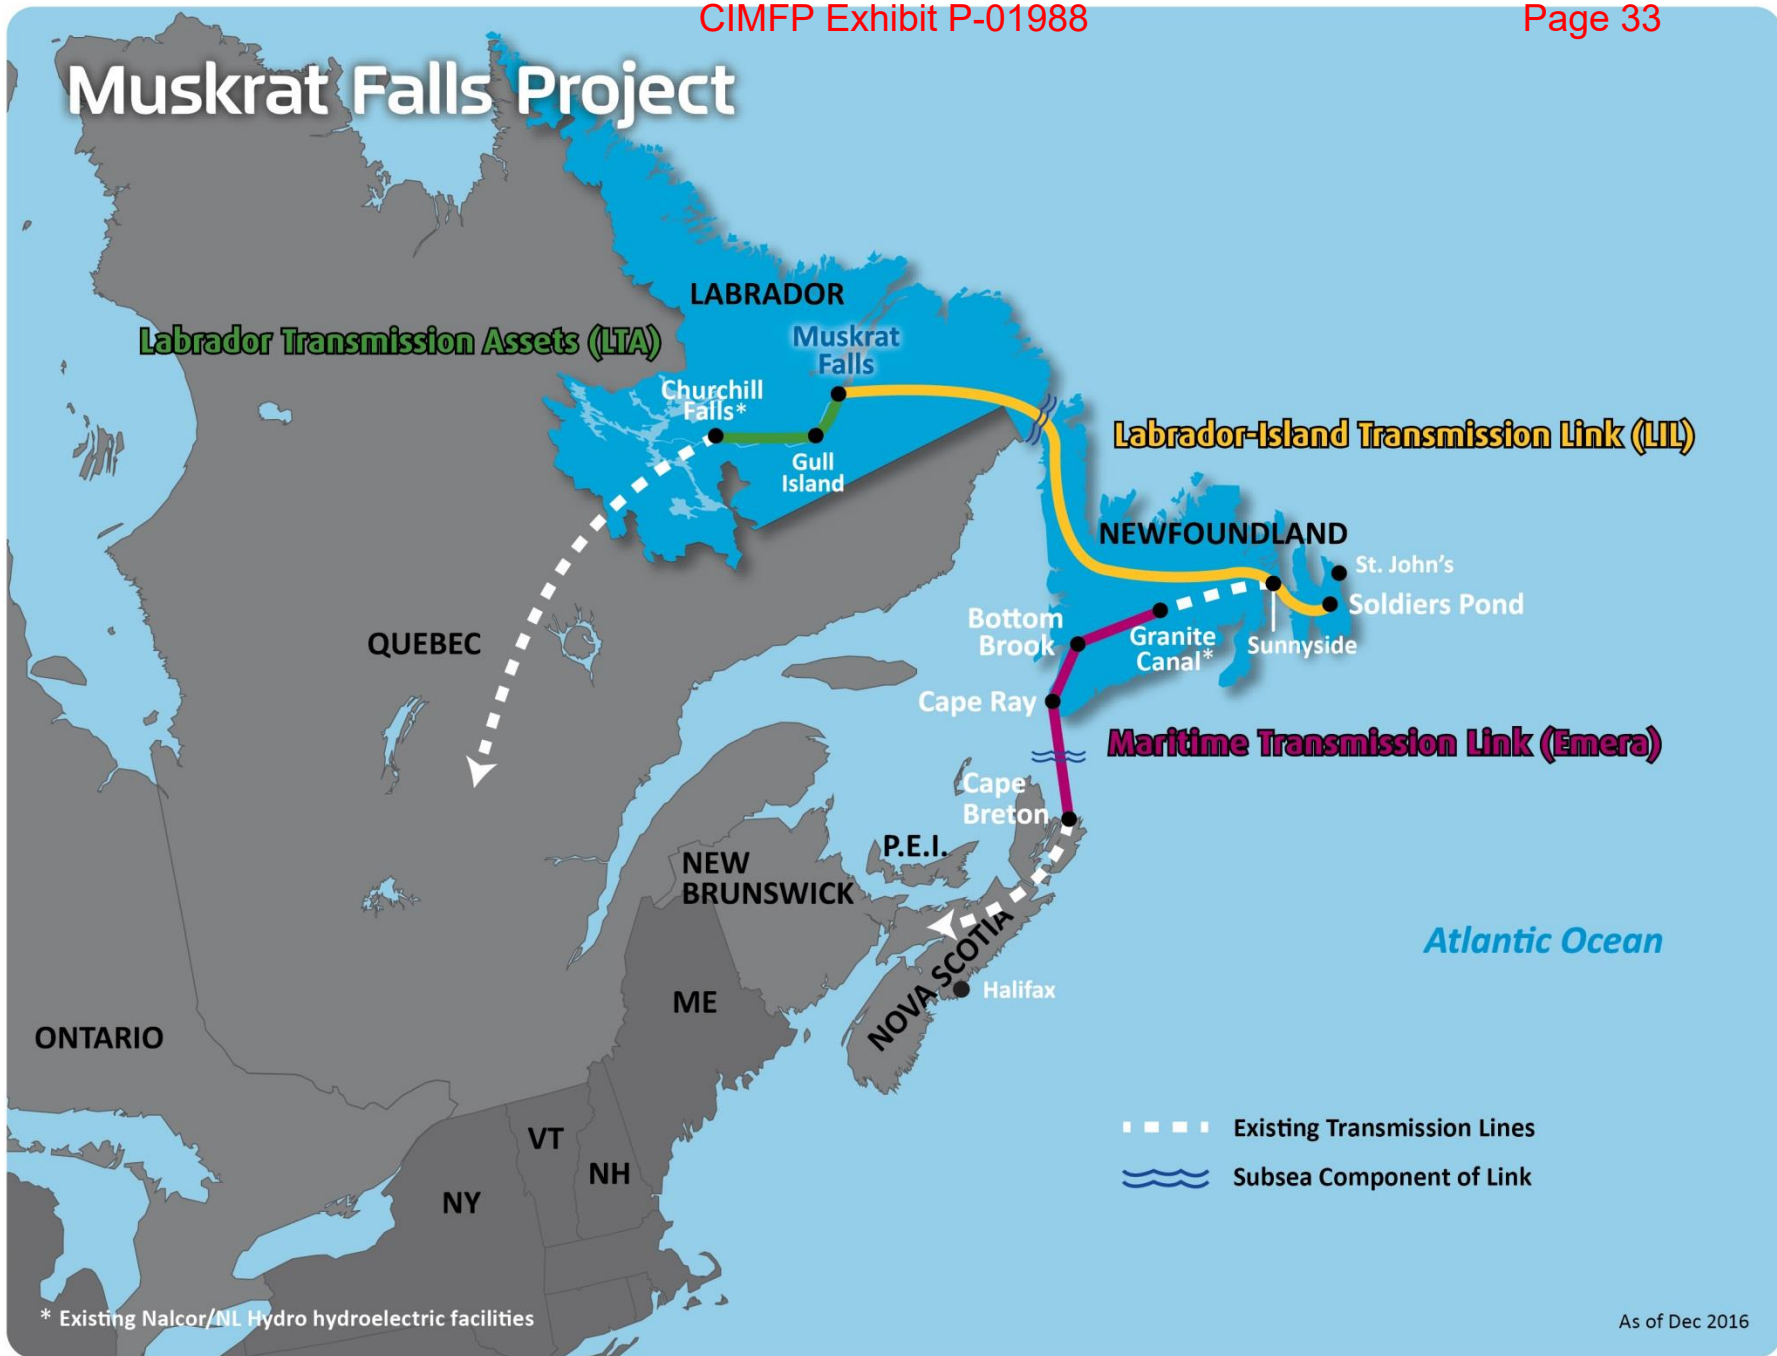 CIMFP Exhibit P-01988
Page 33
Muskrat Falls Project
LABRADOR
Labrador Transmission Assets (LTA)
Muskrat
Falls
Churchill
Falls*
Gull
Island
Labrador-Island Transmission Link (LIL)
NEWFOUNDLAND
St. John's
Soldiers Pond
Bottom
Brook
Granite
Canal*
Sunnyside
QUEBEC
Cape Ray
Maritime Transmission Link (Emera)
Cape
Breton
P.E.I.
NEW
BRUNSWICK
NOVA SCOTIA
Atlantic Ocean
Halifax
ME
ONTARIO
VT
NH
NY
Existing Transmission Lines
Subsea Component of Link
* Existing Nalcor/NL Hydro hydroelectric facilities
As of Dec 2016